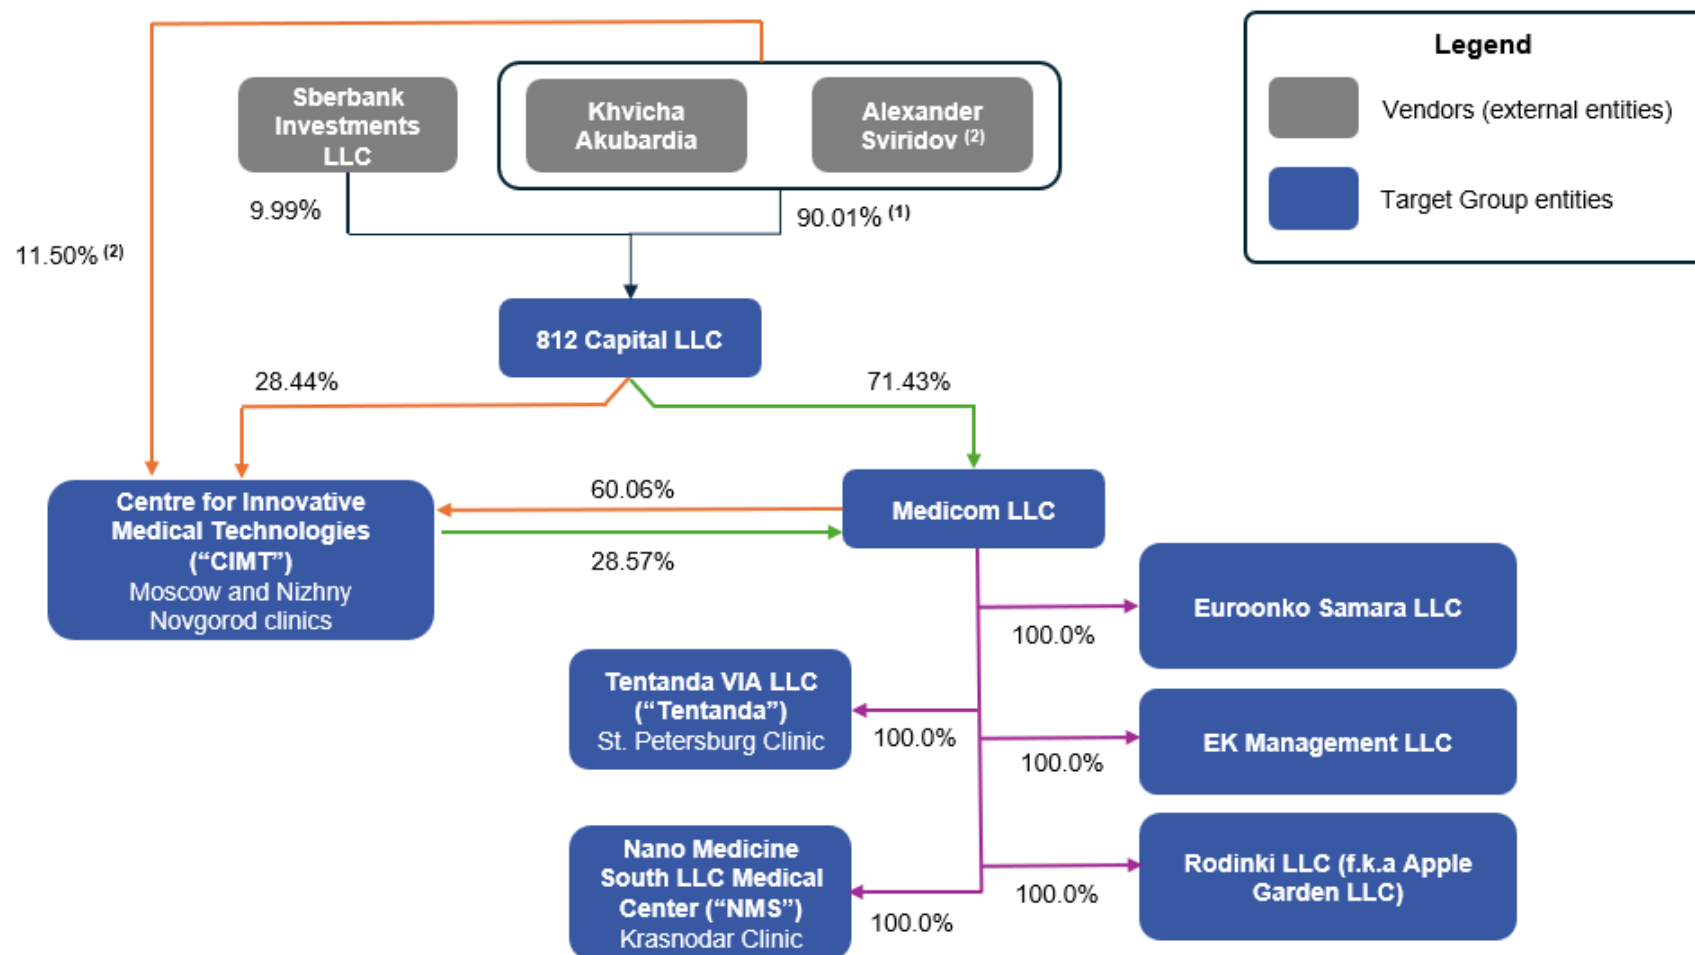 Legend
Vendors (external entities)
Target Group entities
Sberbank
Investments
LLC
Khvicha
Akubardia
Alexander
Sviridov (2)
9.99%
90.01% (1)
11.50% (2)
812 Capital LLC
28.44%
71.43%
Centre for Innovative
Medical Technologies
(“CIMT”)
Moscow and Nizhny
Novgorod clinics
60.06%
28.57%
Medicom LLC
Euroonko Samara LLC
100.0%
Tentanda VIA LLC
(“Tentanda”)
St. Petersburg Clinic
100.0%
EK Management LLC
100.0%
Nano Medicine
South LLC Medical
Center (“NMS”)
Krasnodar Clinic
100.0%
Rodinki LLC (f.k.a Apple
Garden LLC)
100.0%